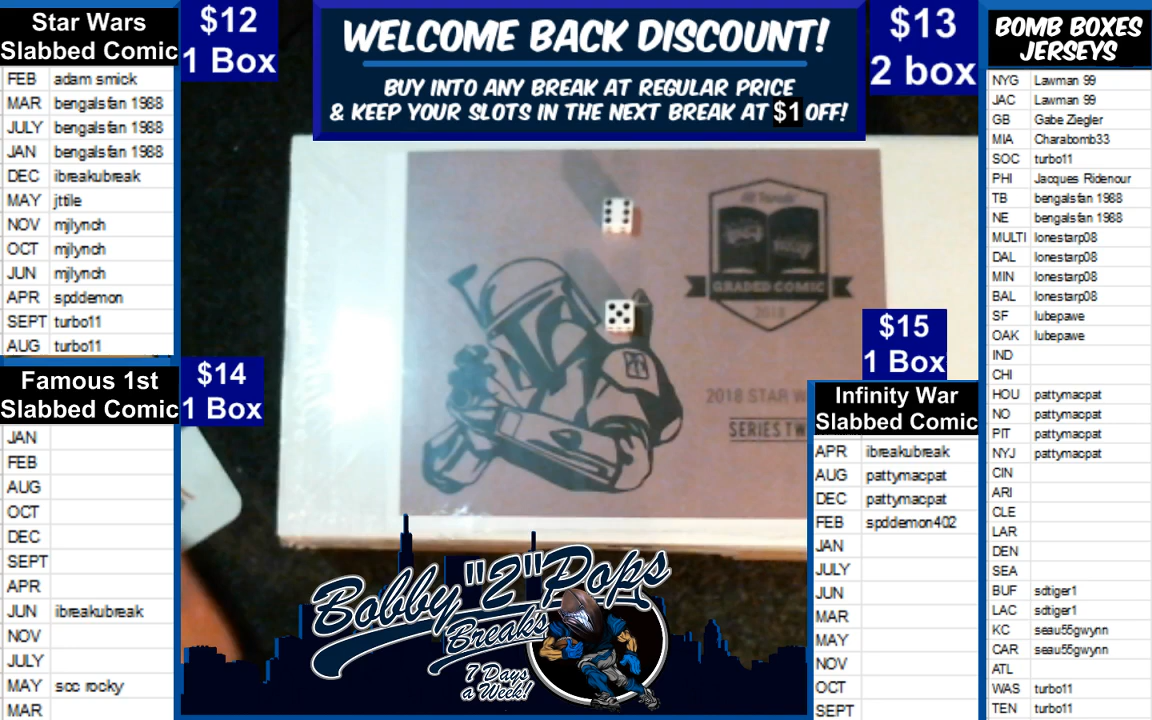 Star Wars
Slabbed Comic
FEB adam smick
MAR bengalsfan 1988
JULY bengalsfan 1988
JAN bengalsfan 1988
DEC ibreakubreak
MAY jttile
NOV mjlynch
OCT mjlynch
JUN mjlynch
APR spddemon
SEPT turbo11
AUG turbo11
$12
1 Box
Famous 1st
Slabbed Comic
JAN
FEB
AUG
OCT
DEC
SEPT
APR
JUN ibreakubreak
NOV
JULY
MAY scc rocky
MAR
$14
1 Box
WELCOME BACK DISCOUNT!
BUY INTO ANY BREAK AT REGULAR PRICE
& KEEP YOUR SLOTS IN THE NEXT BREAK AT $1 OFF!
$13
2 box
GRADED COMIC
2018
2018 STAR W
SERIES TW
Bobby "2" Pops
Breaks
7 Days
a Week!
$15
1 Box
Infinity War
Slabbed Comic
APR ibreakubreak
AUG pattymacpat
DEC pattymacpat
FEB spddemon402
JAN
JULY
JUN
MAR
MAY
NOV
OCT
SEPT
BOMB BOXES
JERSEYS
NYG Lawman 99
JAC Lawman 99
GB Gabe Ziegler
MIA Charabomb33
SOC turbo11
PHI Jacques Ridenour
TB bengalsfan 1988
NE bengalsfan 1988
MULTI lonestarp08
DAL lonestarp08
MIN lonestarp08
BAL lonestarp08
SF lubepawe
OAK lubepawe
IND
CHI
HOU pattymacpat
NO pattymacpat
PIT pattymacpat
NYJ pattymacpat
CIN
ARI
CLE
LAR
DEN
SEA
BUF sdtiger1
LAC sdtiger1
KC seau55gwynn
CAR seau55gwynn
ATL
WAS turbo11
TEN turbo11